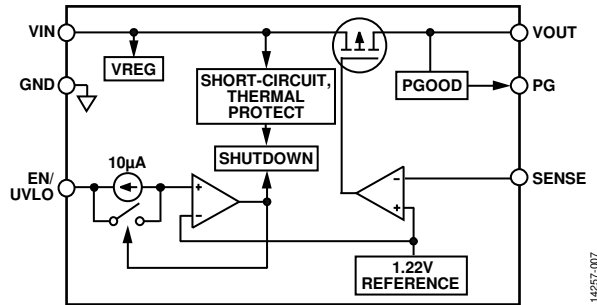 VIN
VOUT
VREG
GND
SHORT-CIRCUIT,
THERMAL
PROTECT
PGOOD
PG
SHUTDOWN
10µA
EN/
UVLO
+
–
–
+
SENSE
1.22V
REFERENCE
14257-007